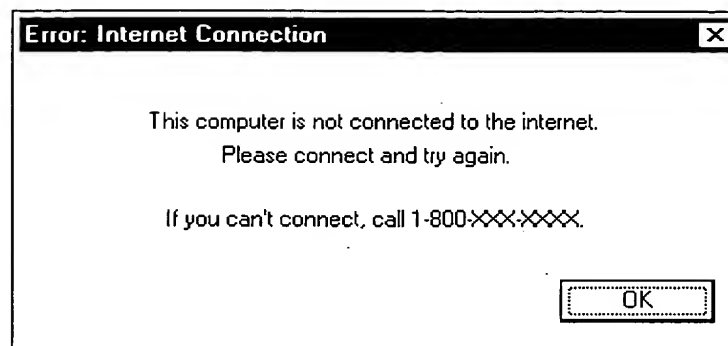 Error: Internet Connection
This computer is not connected to the internet.
Please connect and try again.
If you can't connect, call 1-800-XXX-XXXX.
OK